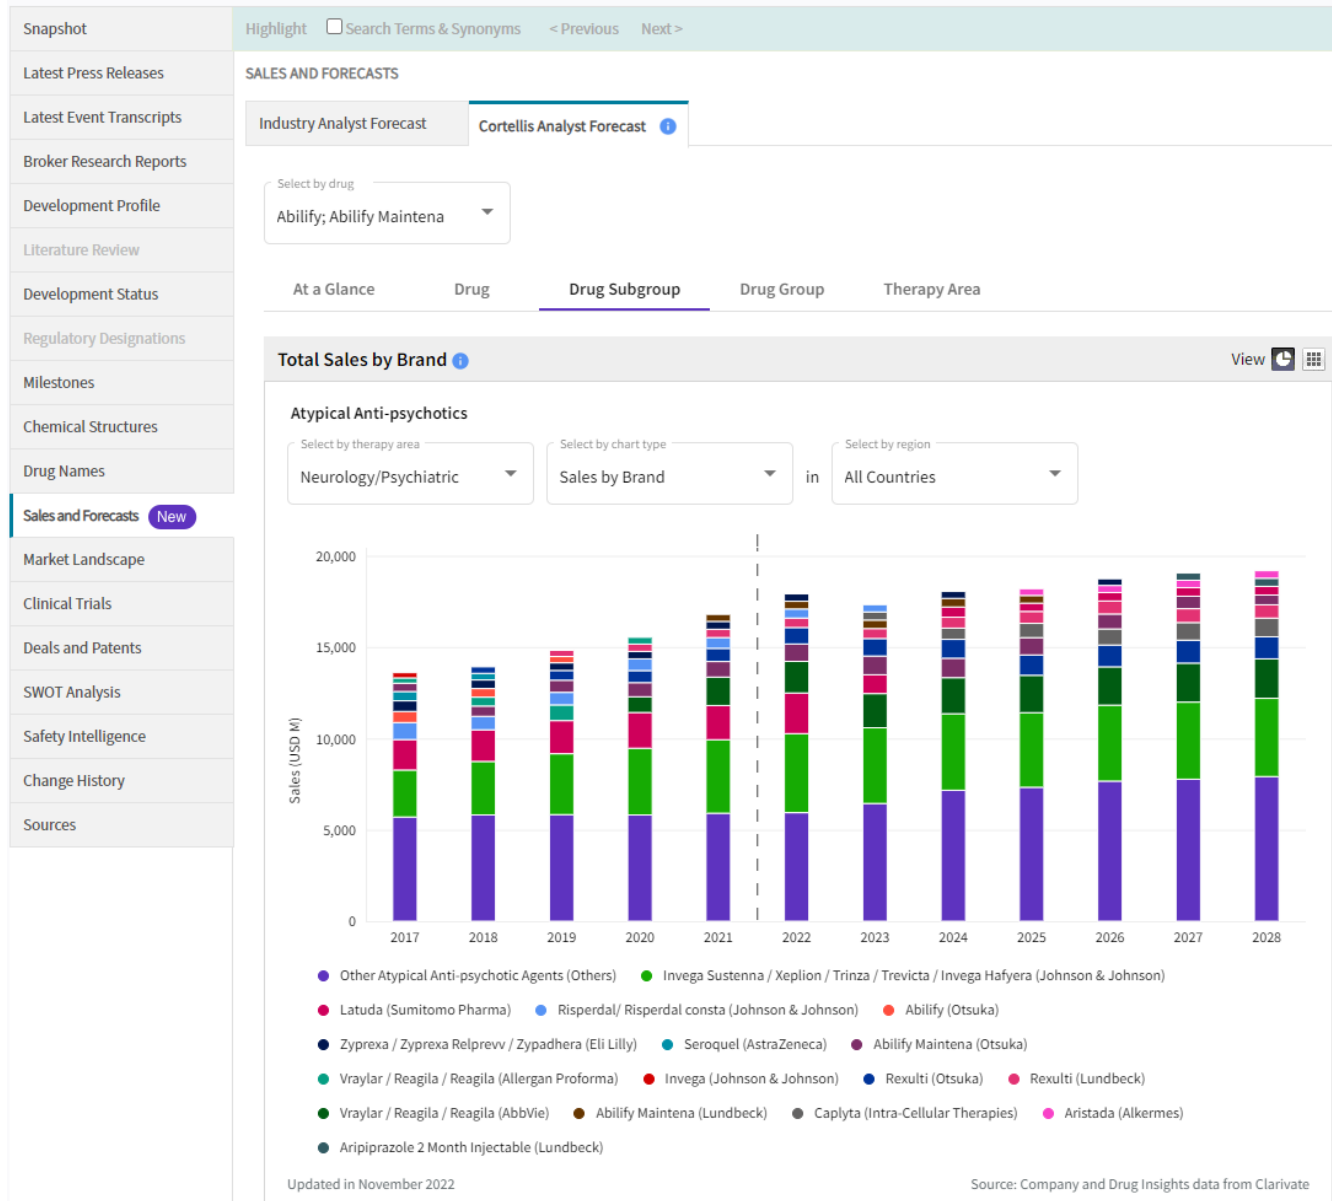 Snapshot
Latest Press Releases
Latest Event Transcripts
Broker Research Reports
Development Profile
Literature Review
Development Status
Regulatory Designations
Milestones
Chemical Structures
Drug Names
Sales and Forecasts New
Market Landscape
Clinical Trials
Deals and Patents
SWOT Analysis
Safety Intelligence
Change History
Sources
Highlight Search Terms & Synonyms < Previous Next >
SALES AND FORECASTS
Industry Analyst Forecast Cortellis Analyst Forecast i
Select by drug
Abilify; Abilify Maintena
At a Glance Drug Drug Subgroup Drug Group Therapy Area
Total Sales by Brand i View
Atypical Anti-psychotics
Select by therapy area Select by chart type Select by region
Neurology/Psychiatric Sales by Brand in All Countries
Sales (USD M)
20,000
15,000
10,000
5,000
0
2017 2018 2019 2020 2021 2022 2023 2024 2025 2026 2027 2028
Other Atypical Anti-psychotic Agents (Others) Invega Sustenna / Xeplion / Trinza / Trevicta / Invega Hafyera (Johnson & Johnson)
Latuda (Sumitomo Pharma) Risperdal/ Risperdal consta (Johnson & Johnson) Abilify (Otsuka)
Zyprexa / Zyprexa Relprevv / Zypadhera (Eli Lilly) Seroquel (AstraZeneca) Abilify Maintena (Otsuka)
Vraylar / Reagila / Reagila (Allergan Proforma) Invega (Johnson & Johnson) Rexulti (Otsuka) Rexulti (Lundbeck)
Vraylar / Reagila / Reagila (AbbVie) Abilify Maintena (Lundbeck) Caplyta (Intra-Cellular Therapies) Aristada (Alkermes)
Aripiprazole 2 Month Injectable (Lundbeck)
Updated in November 2022 Source: Company and Drug Insights data from Clarivate